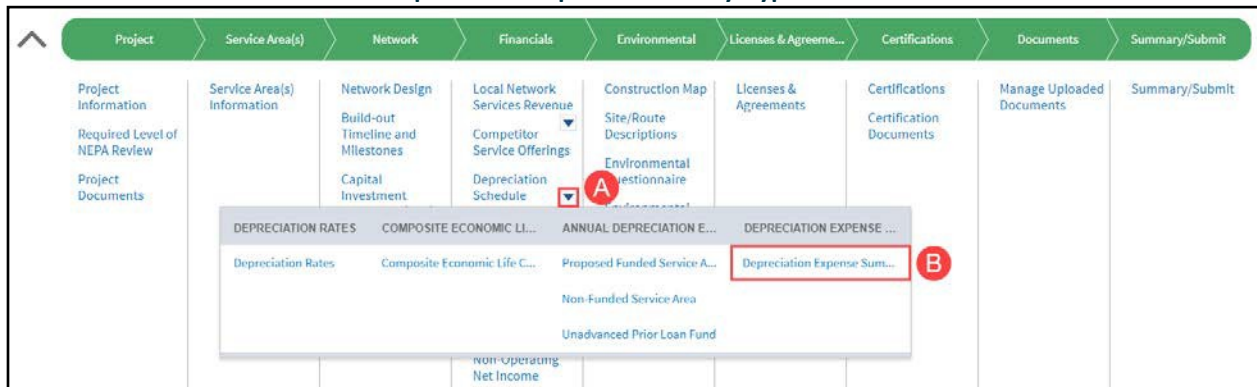 Project
Service Area(s)
Network
Financials
Environmental
Licenses & Agreeme...
Certifications
Documents
Summary/Submit
Project
Information
Required Level of
NEPA Review
Project
Documents
Service Area(s)
Information
Network Design
Build-out
Timeline and
Milestones
Capital
Investment
Local Network
Services Revenue
Competitor
Service Offerings
Depreciation
Schedule
A
Construction Map
Site/Route
Descriptions
Environmental
Questionnaire
Environmental
Licenses &
Agreements
Certifications
Certification
Documents
Manage Uploaded
Documents
Summary/Submit
DEPRECIATION RATES
Depreciation Rates
COMPOSITE ECONOMIC LI...
Composite Economic Life C...
ANNUAL DEPRECIATION E...
Proposed Funded Service A...
Non-Funded Service Area
Unadvanced Prior Loan Fund
DEPRECIATION EXPENSE ...
Depreciation Expense Sum...
B
Non-Operating
Net Income